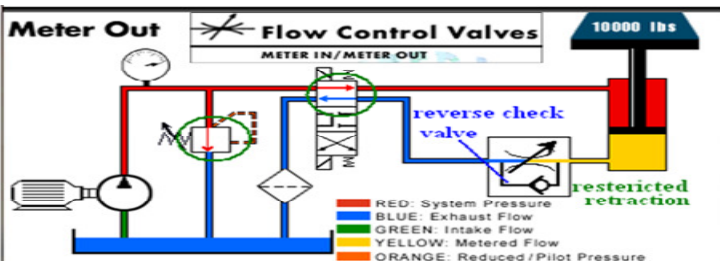 Meter Out
Flow Control Valves
METER IN/METER OUT
10000 lbs
reverse check
valve
resterictred
retraction
RED: System Pressure
BLUE: Exhaust Flow
GREEN: Intake Flow
YELLOW: Metered Flow
ORANGE: Reduced/Pilot Pressure